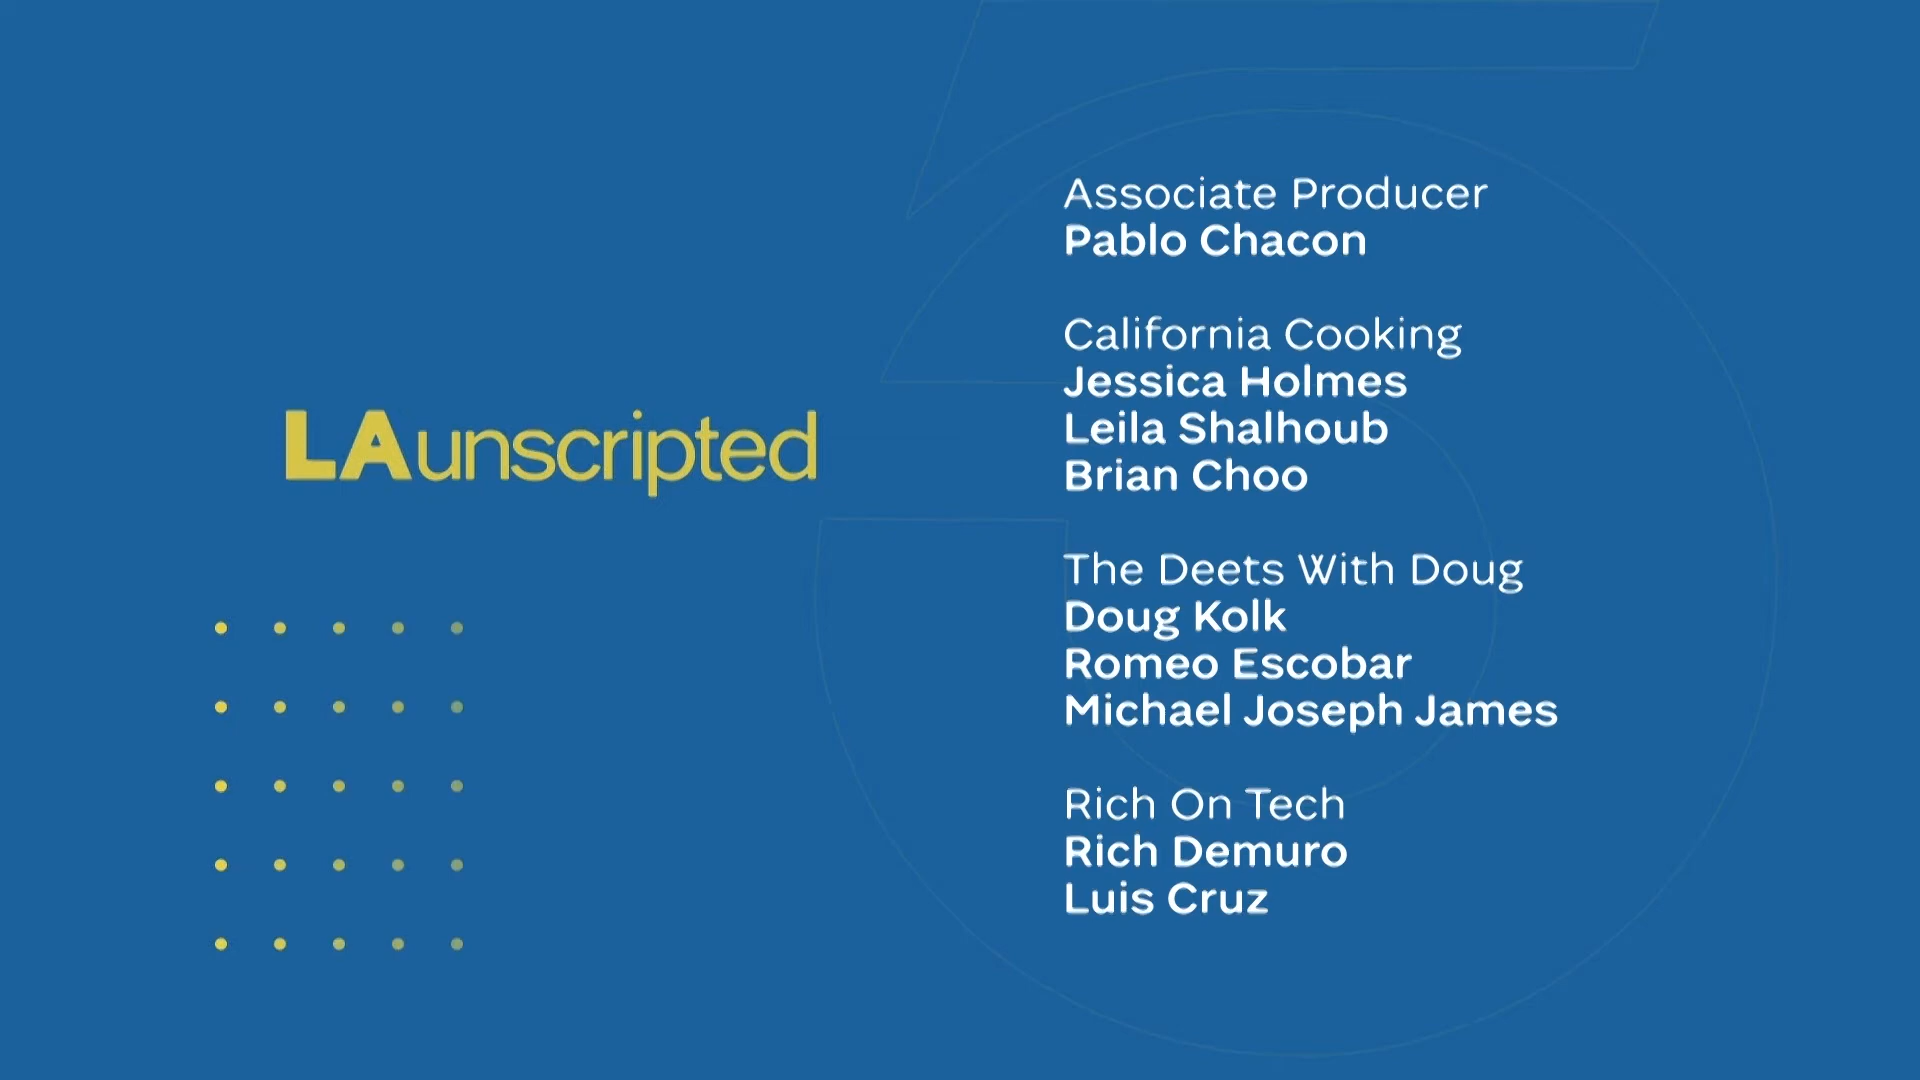 LAunscripted
Associate Producer
Pablo Chacon
California Cooking
Jessica Holmes
Leila Shalhoub
Brian Choo
The Deets With Doug
Doug Kolk
Romeo Escobar
Michael Joseph James
Rich On Tech
Rich Demuro
Luis Cruz